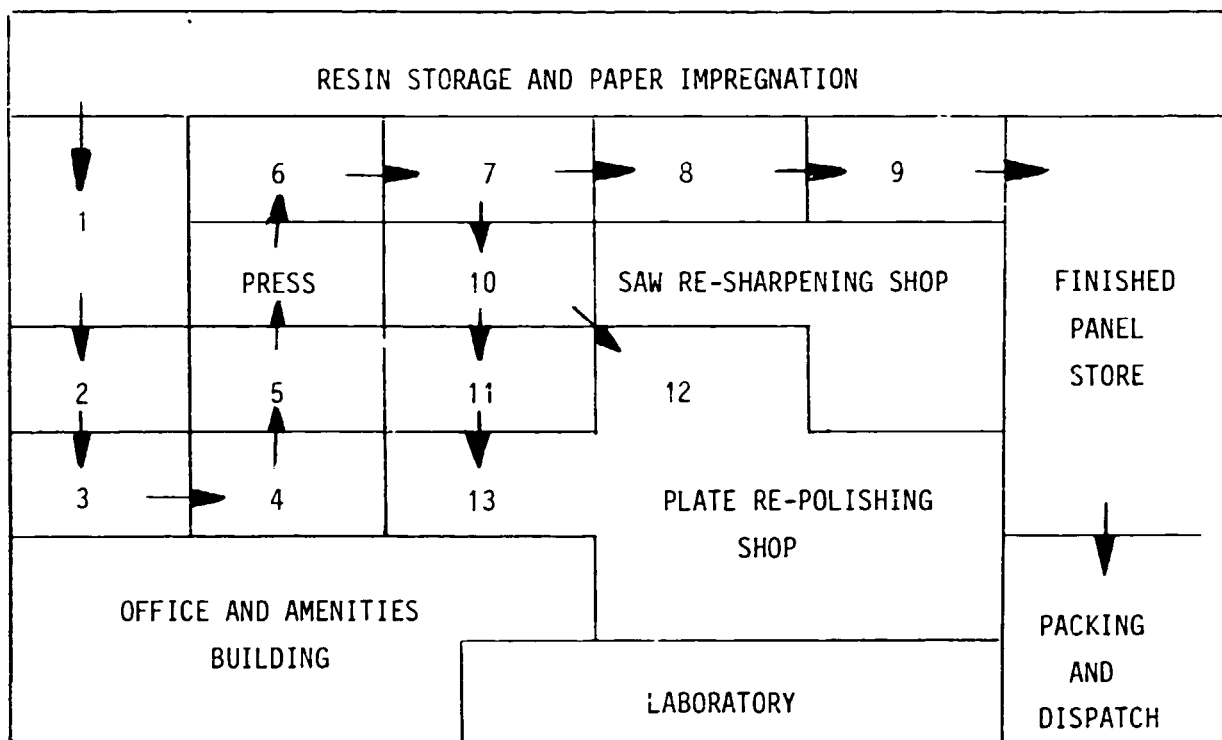 RESIN STORAGE AND PAPER IMPREGNATION
6 7 8 9
1
PRESS 10 SAW RE-SHARPENING SHOP
FINISHED
PANEL
STORE
2 5 11 12
3 4 13
PLATE RE-POLISHING
SHOP
OFFICE AND AMENITIES
BUILDING
LABORATORY
PACKING
AND
DISPATCH